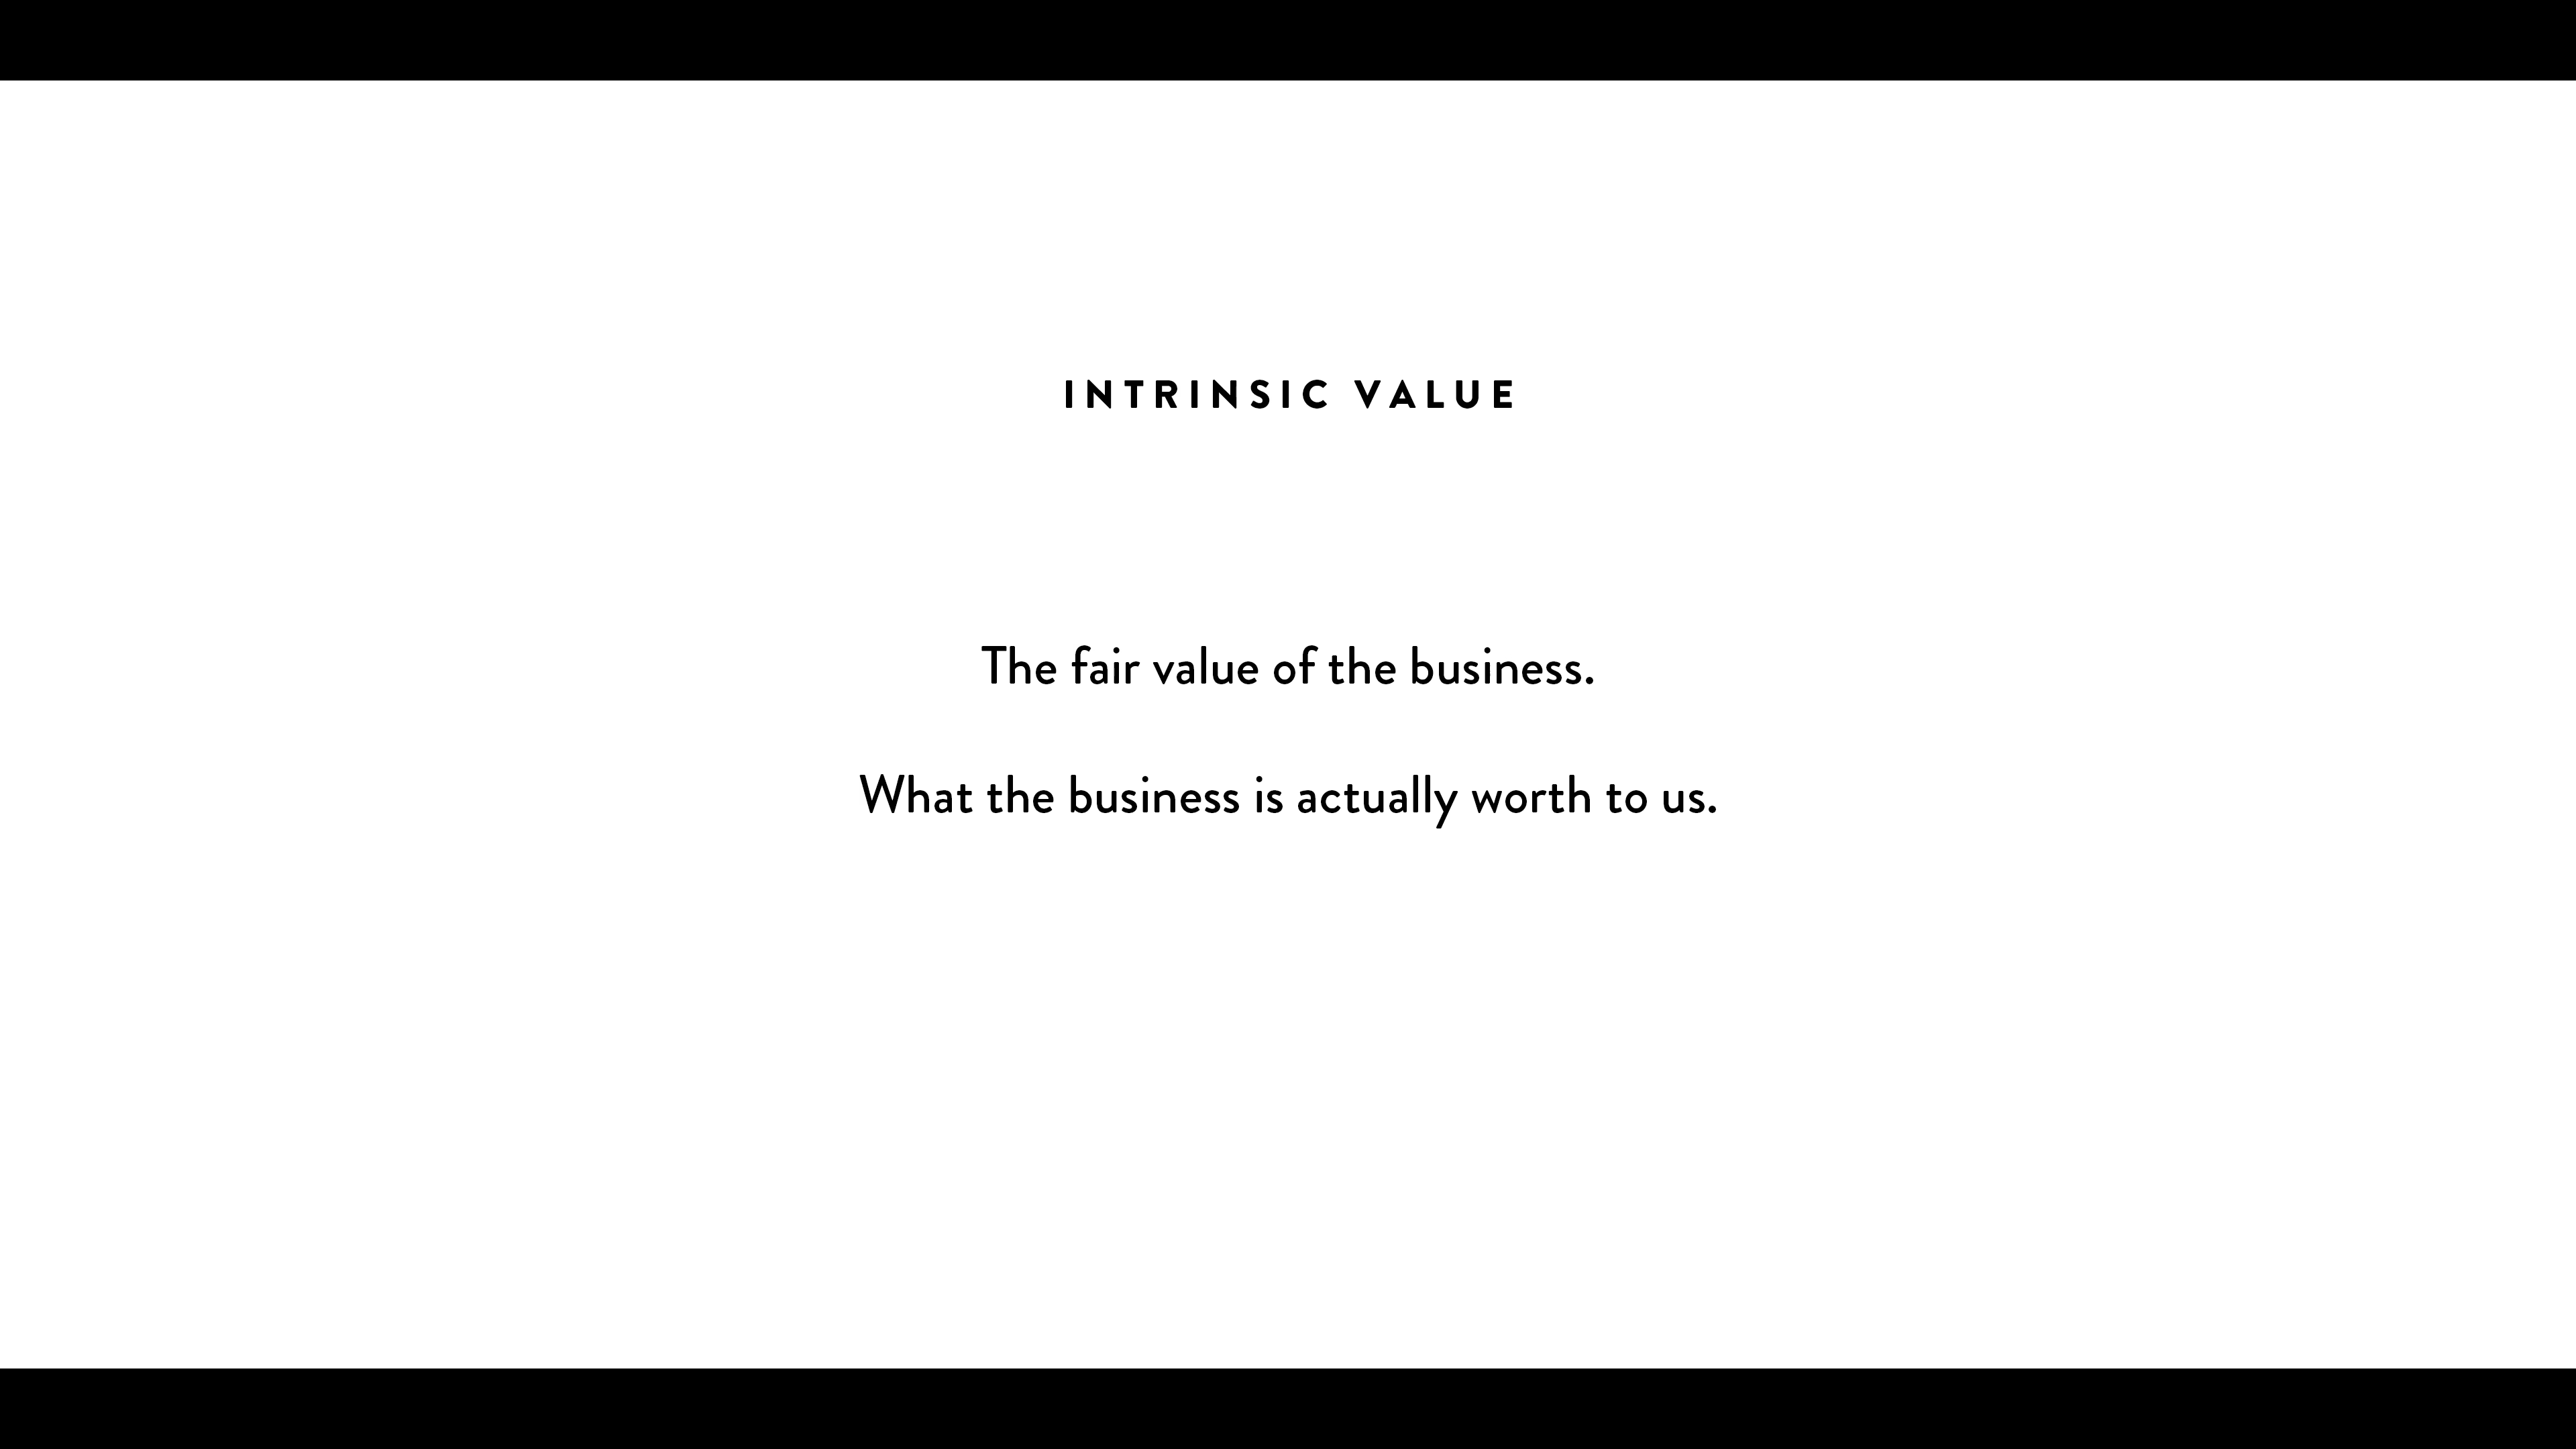 INTRINSIC VALUE
The fair value of the business.
What the business is actually worth to us.